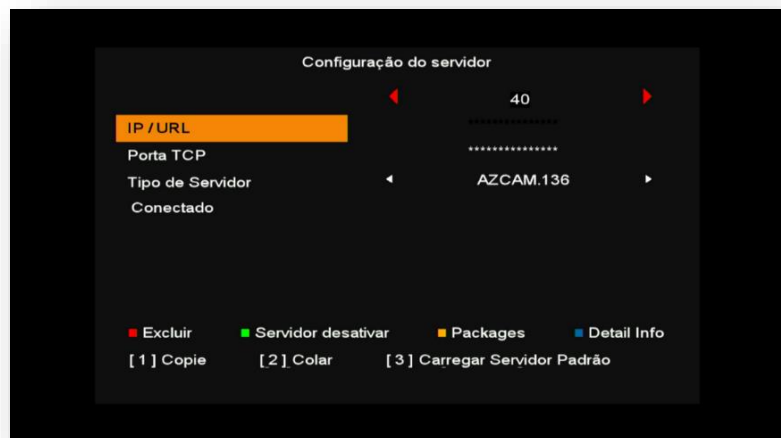 Configuração do servidor
40
IP / URL ***************
Porta TCP ***************
Tipo de Servidor AZCAM.136
Conectado
Excluir Servidor desativar Packages Detail Info
[ 1 ] Copie [ 2 ] Colar [ 3 ] Carregar Servidor Padrão